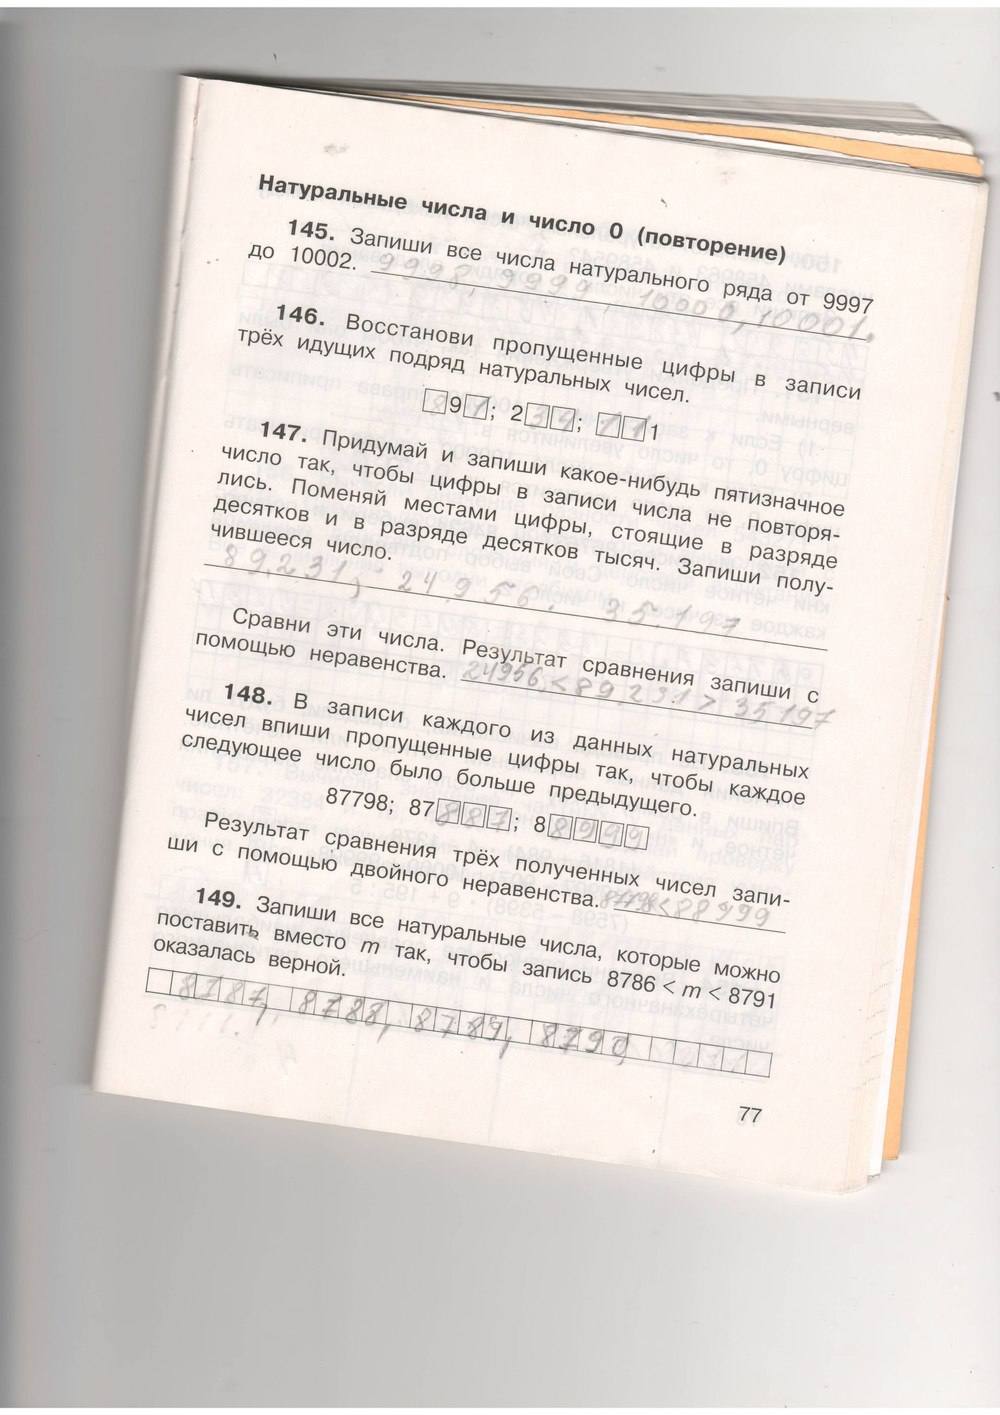 Натуральные числа и число 0 (повторение)
145. Запиши все числа натурального ряда от 9997
до 10002. 9998, 9999 10000, 10001.
146. Восстанови пропущенные цифры в записи
трёх идущих подряд натуральных чисел.
9; 2; 1
147. Придумай и запиши какое-нибудь пятизначное
число так, чтобы цифры в записи числа не повторя-
лись. Поменяй местами цифры, стоящие в разряде
десятков и в разряде десятков тысяч. Запиши полу-
чившееся число.
89.231, 24.956. 35.197
Сравни эти числа. Результат сравнения запиши с
помощью неравенства. 24956.<89.231>35197
148. В записи каждого из данных натуральных
чисел впиши пропущенные цифры так, чтобы каждое
следующее число было больше предыдущего.
87798; 87887; 88999
Результат сравнения трёх полученных чисел запи-
ши с помощью двойного неравенства. <88999
149. Запиши все натуральные числа, которые можно
поставить вместо m так, чтобы запись 8786 < m < 8791
оказалась верной.
8787, 8788, 8789, 8790
77